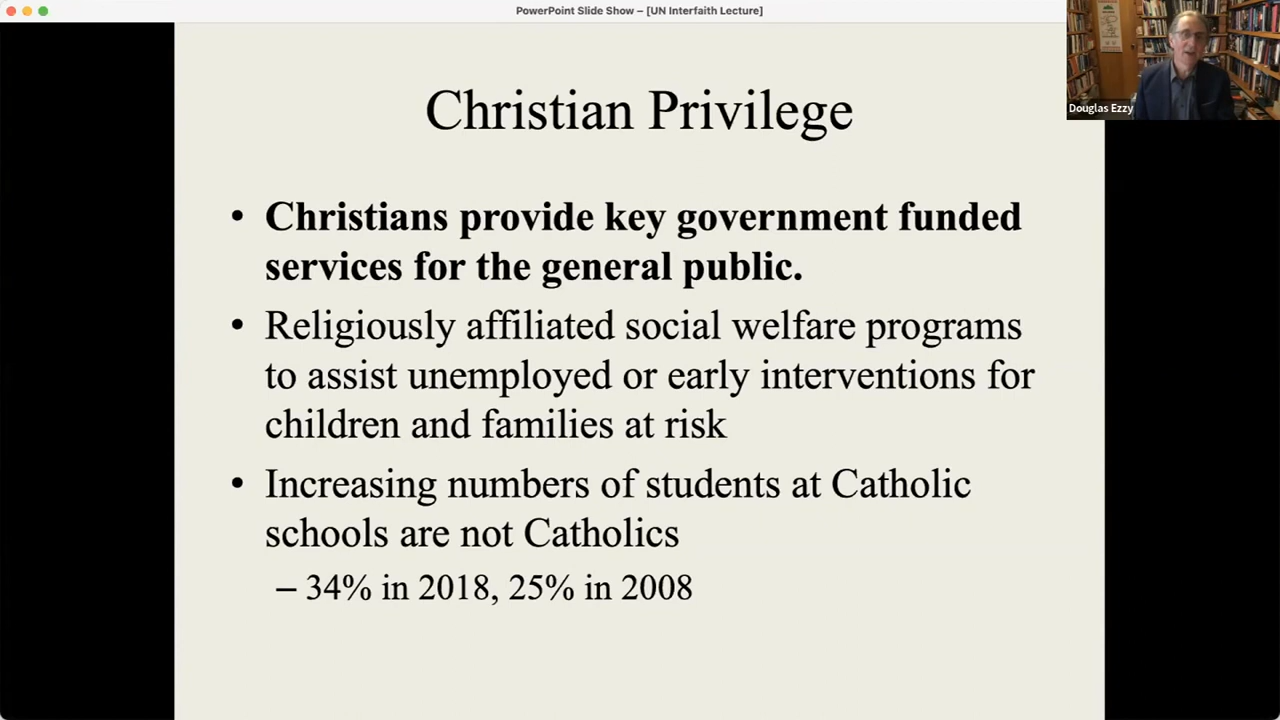 PowerPoint Slide Show – [UN Interfaith Lecture]
Douglas Ezzy
Christian Privilege
• Christians provide key government funded
services for the general public.
• Religiously affiliated social welfare programs
to assist unemployed or early interventions for
children and families at risk
• Increasing numbers of students at Catholic
schools are not Catholics
– 34% in 2018, 25% in 2008